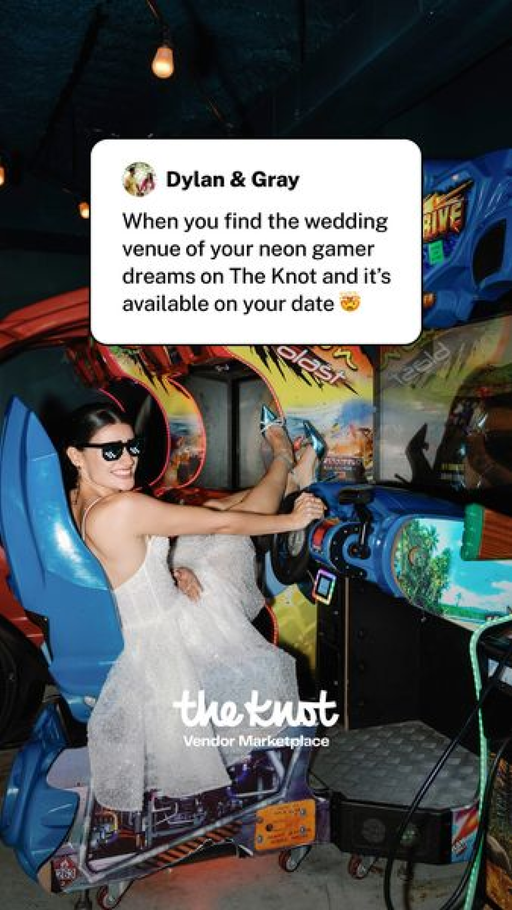 Dylan & Gray
When you find the wedding
venue of your neon gamer
dreams on The Knot and it's
available on your date 🤯
the knot
Vendor Marketplace